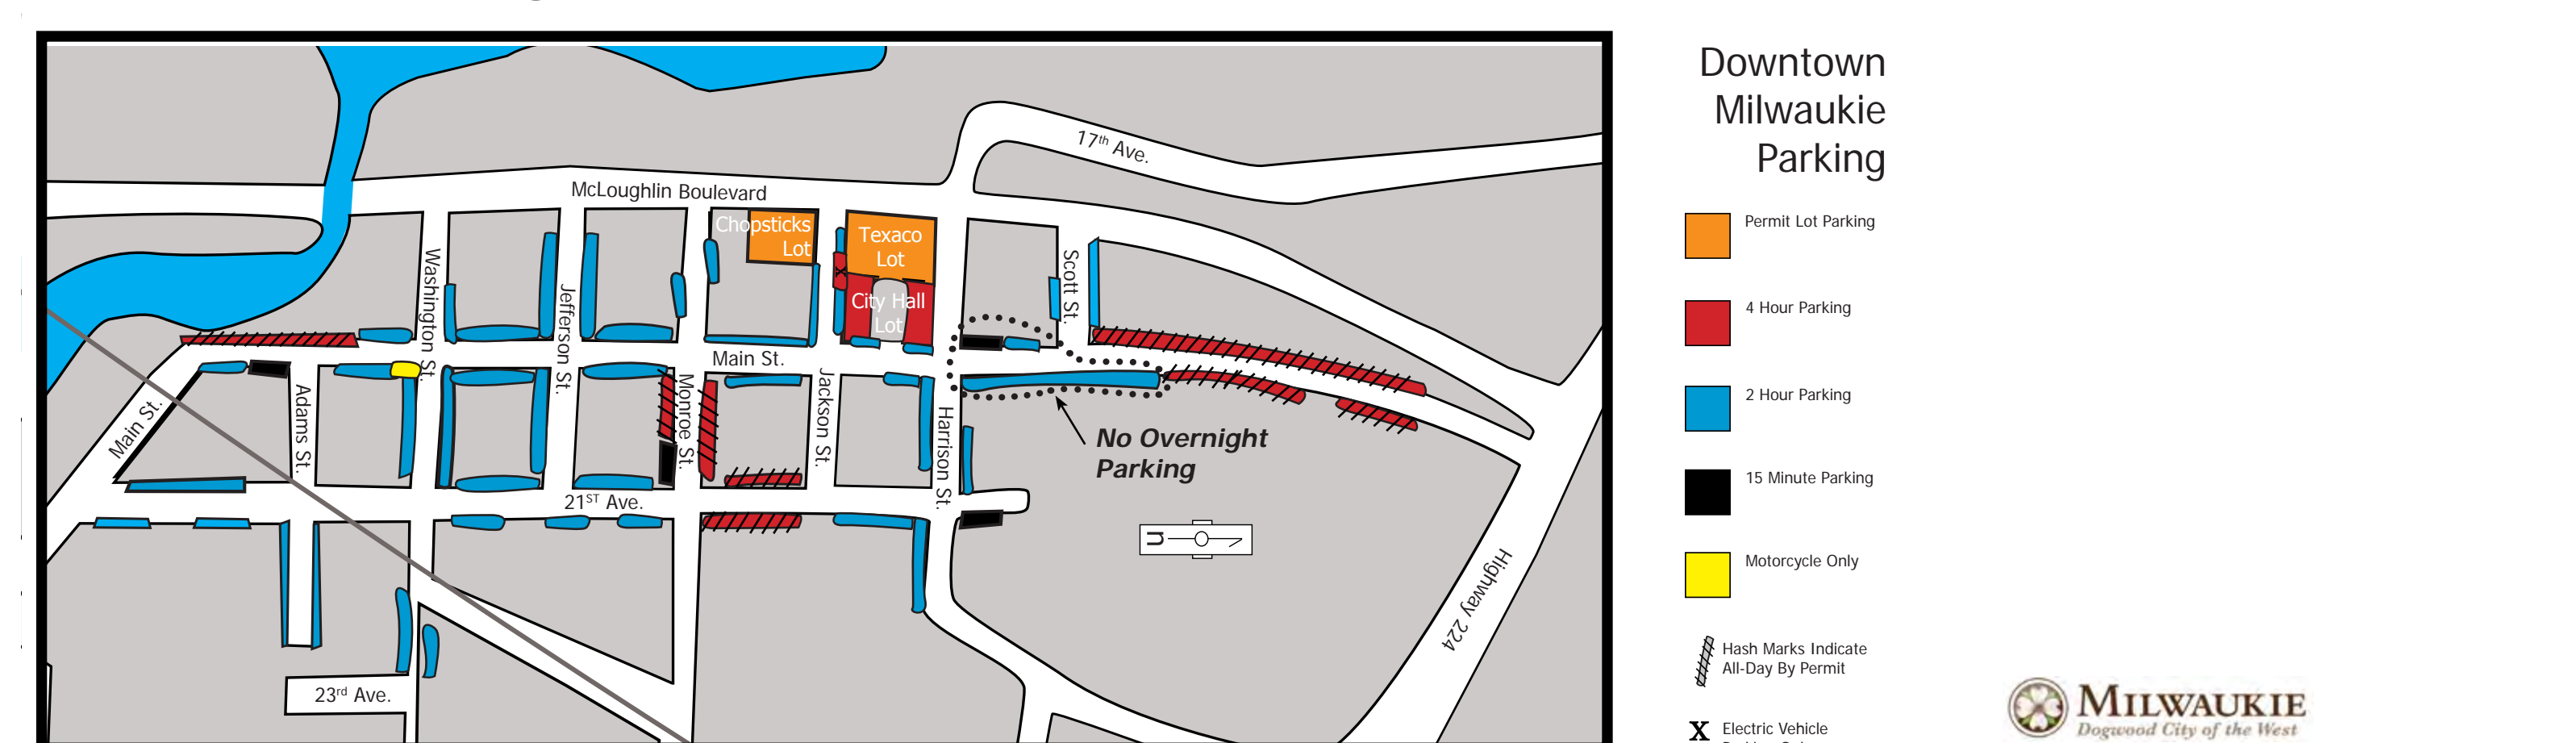 Downtown
Milwaukie
Parking
Permit Lot Parking
4 Hour Parking
2 Hour Parking
15 Minute Parking
Motorcycle Only
Hash Marks Indicate
All-Day By Permit
X
Electric Vehicle
MILWAUKIE
Dogwood City of the West
17th Ave.
McLoughlin Boulevard
Chopsticks
Lot
Texaco
Lot
City Hall
Lot
Washington St.
Jefferson St.
Scott St.
Main St.
Main St.
Adams St.
Monroe St.
Jackson St.
Harrison St.
No Overnight
Parking
21ST Ave.
n
Highway 224
23rd Ave.